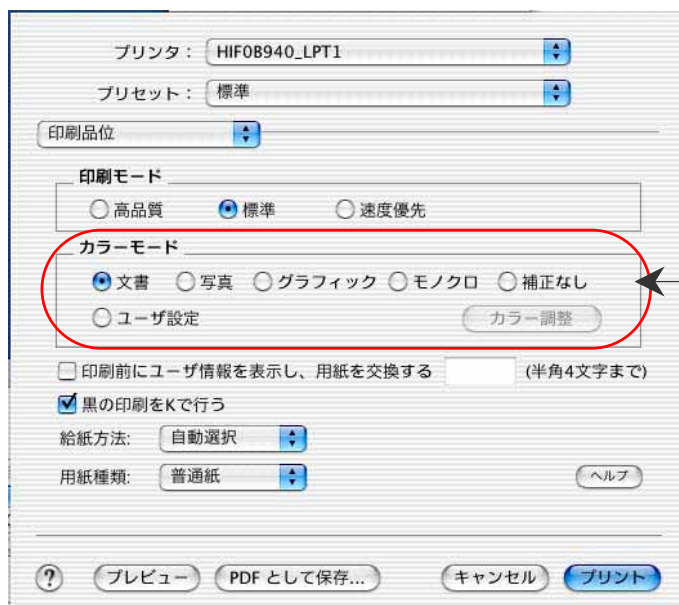 プリンタ： HIF0B940_LPT1
プリセット： 標準
印刷品位
印刷モード
高品質 標準 速度優先
カラーモード
文書 写真 グラフィック モノクロ 補正なし
ユーザ設定 カラー調整
印刷前にユーザ情報を表示し、用紙を交換する (半角4文字まで)
黒の印刷をKで行う
給紙方法: 自動選択
用紙種類: 普通紙 ヘルプ
? プレビュー PDF として保存... キャンセル プリント